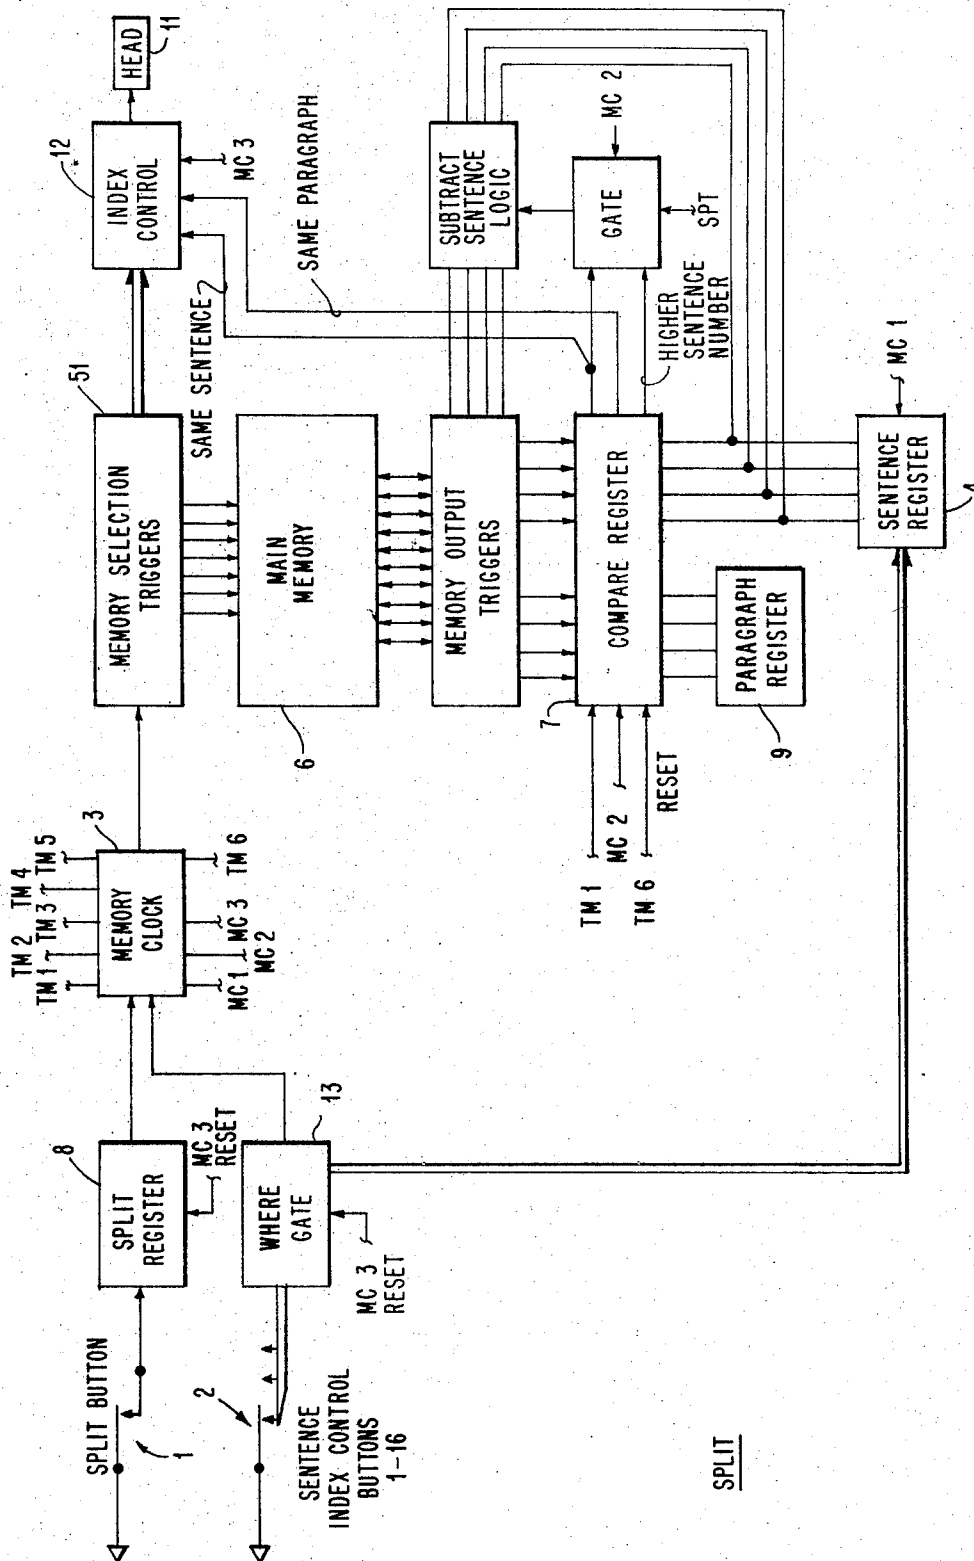 SPLIT BUTTON
1
SPLIT
REGISTER
8
MC 3
RESET
2
SENTENCE
INDEX CONTROL
BUTTONS
1-16
WHERE
GATE
13
MC 3
RESET
TM 1
TM 2
TM 3
TM 4
TM 5
3
MEMORY
CLOCK
MC 1
MC 2
MC 3
TM 6
51
MEMORY SELECTION
TRIGGERS
12
INDEX
CONTROL
HEAD
11
MC 3
SAME SENTENCE
SAME PARAGRAPH
MAIN
MEMORY
6
MEMORY OUTPUT
TRIGGERS
SUBTRACT
SENTENCE
LOGIC
GATE
MC 2
SPT
HIGHER
SENTENCE
NUMBER
7
COMPARE REGISTER
TM 1
MC 2
TM 6
RESET
PARAGRAPH
REGISTER
9
SENTENCE
REGISTER
MC 1
4
SPLIT